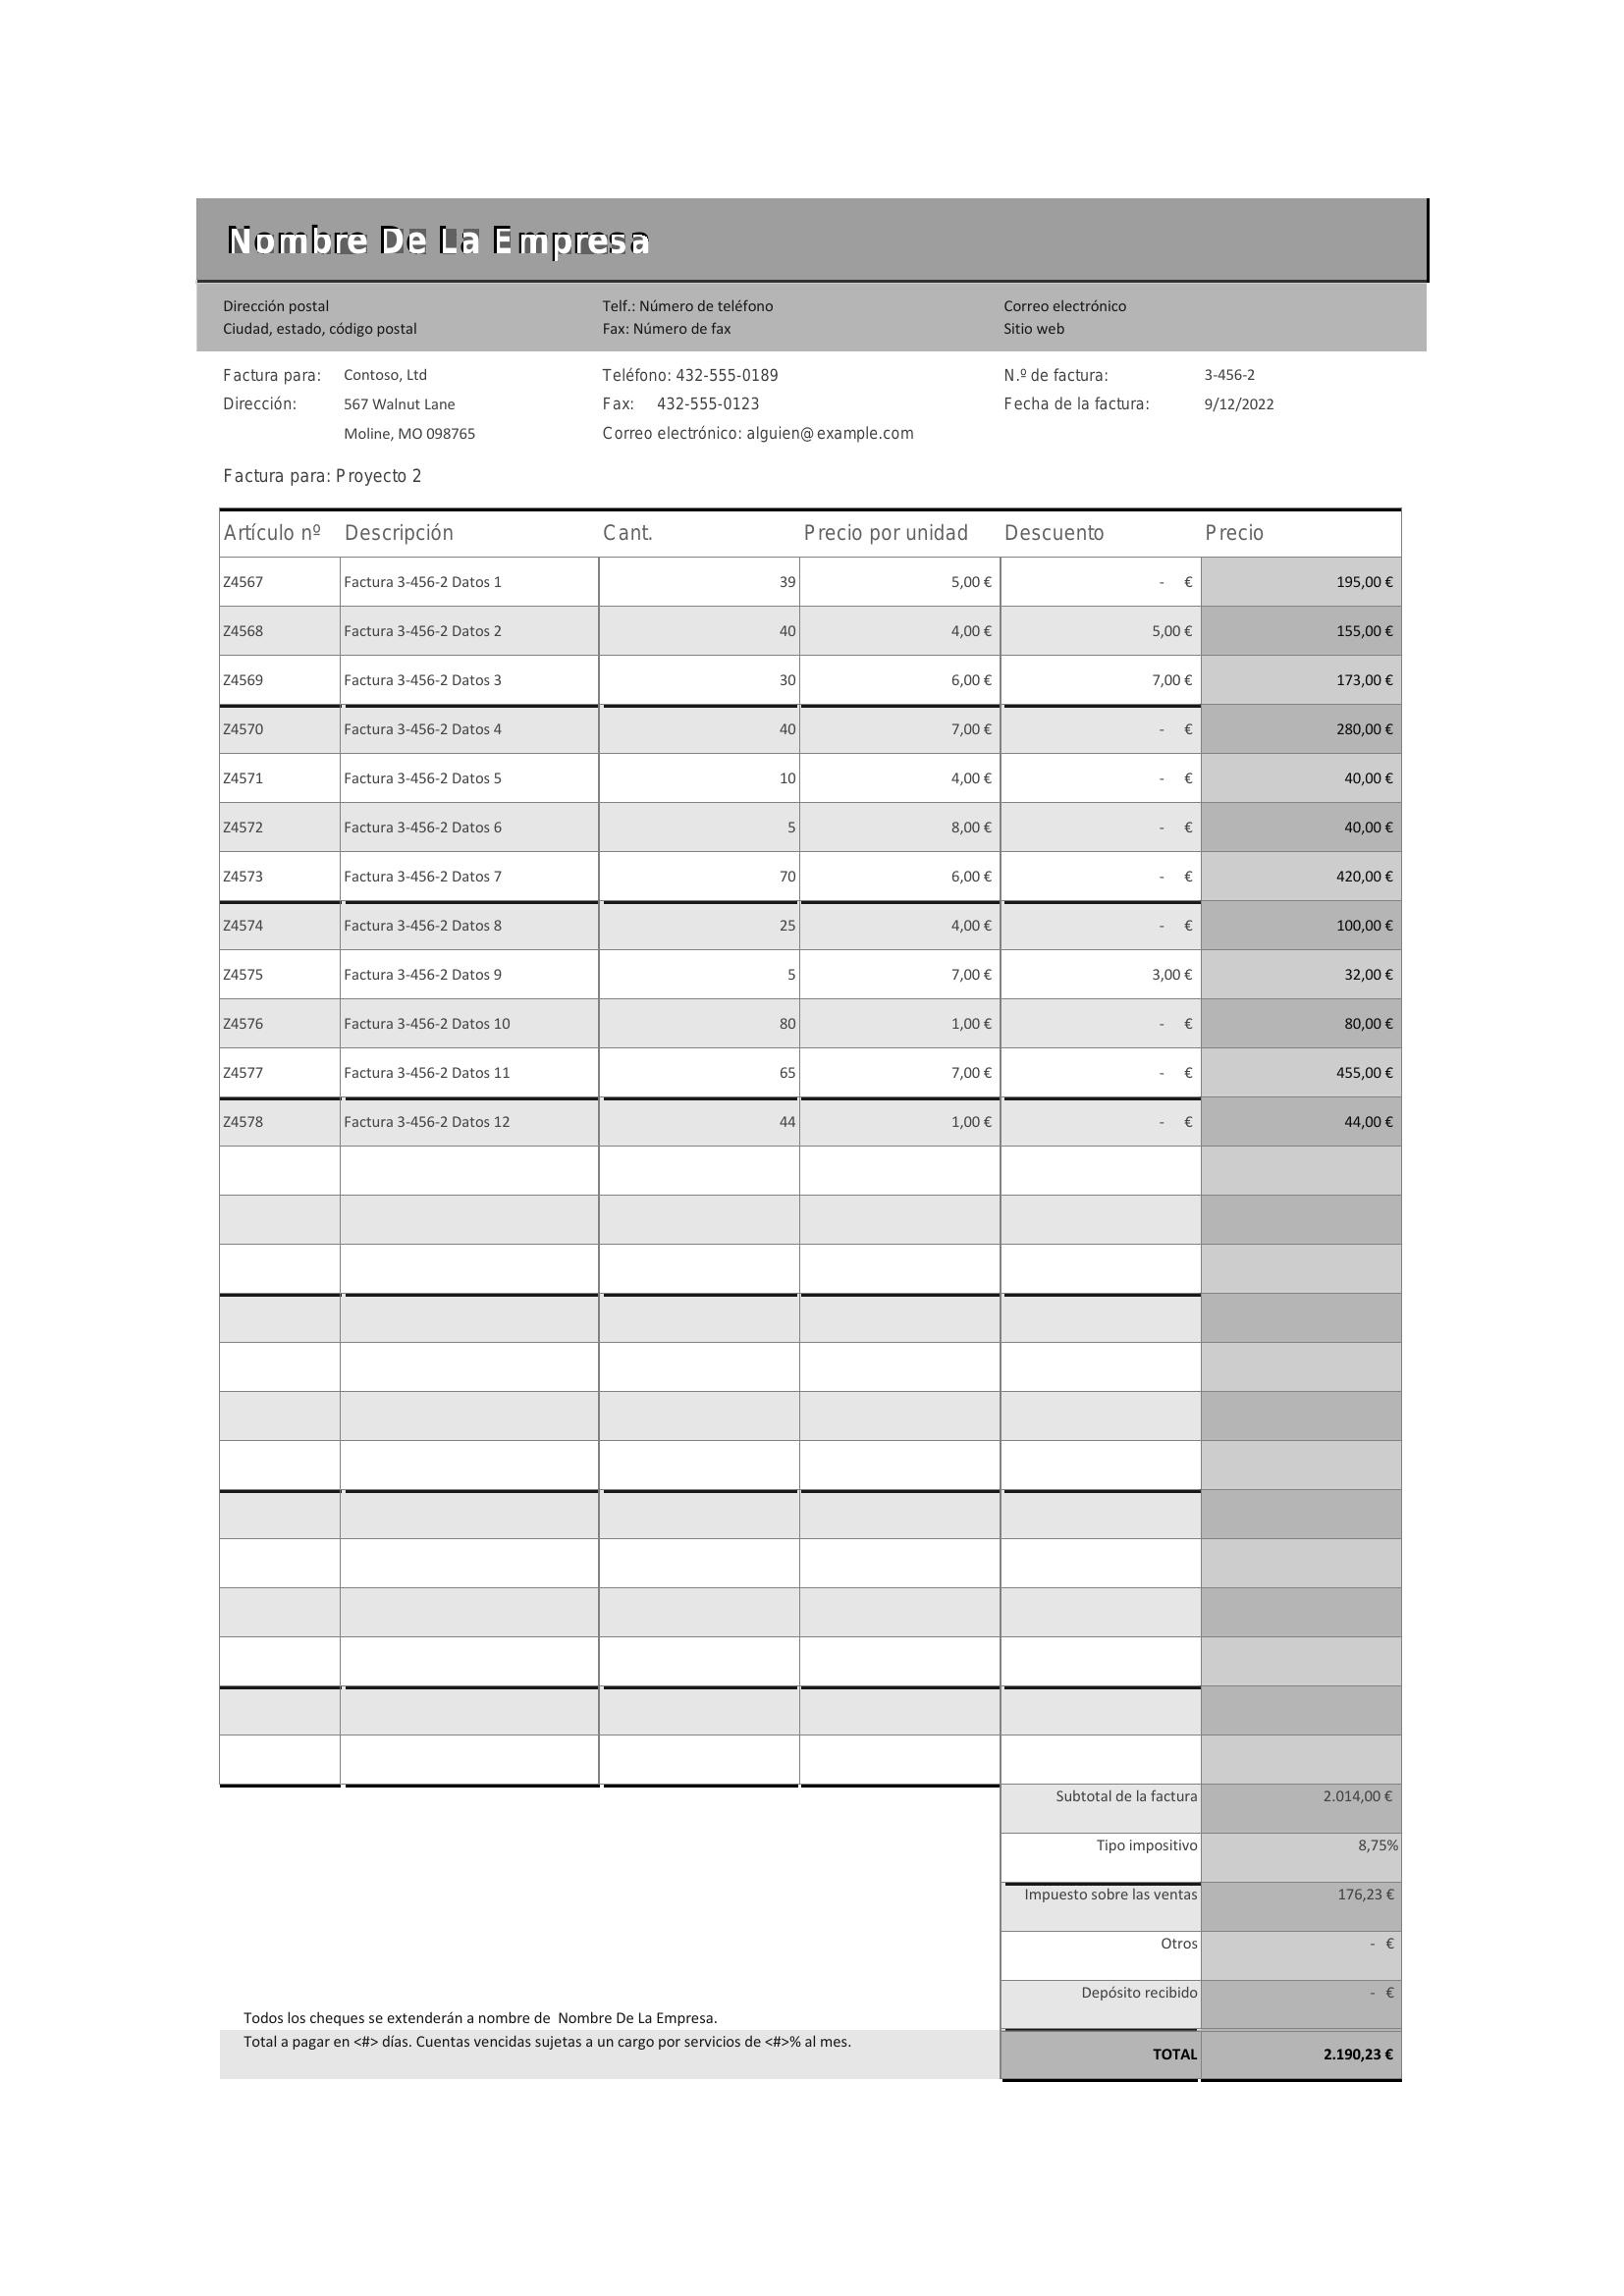 Nombre De La Empresa
Dirección postal Telf.: Número de teléfono Correo electrónico
Ciudad, estado, código postal Fax: Número de fax Sitio web
Factura para: Contoso, Ltd Teléfono: 432-555-0189 N.º de factura: 3-456-2
Dirección: 567 Walnut Lane Fax: 432-555-0123 Fecha de la factura: 9/12/2022
Moline, MO 098765 Correo electrónico: alguien@example.com
Factura para: Proyecto 2
Artículo nº Descripción Cant. Precio por unidad Descuento Precio
Z4567 Factura 3-456-2 Datos 1 39 5,00 € - € 195,00 €
Z4568 Factura 3-456-2 Datos 2 40 4,00 € 5,00 € 155,00 €
Z4569 Factura 3-456-2 Datos 3 30 6,00 € 7,00 € 173,00 €
Z4570 Factura 3-456-2 Datos 4 40 7,00 € - € 280,00 €
Z4571 Factura 3-456-2 Datos 5 10 4,00 € - € 40,00 €
Z4572 Factura 3-456-2 Datos 6 5 8,00 € - € 40,00 €
Z4573 Factura 3-456-2 Datos 7 70 6,00 € - € 420,00 €
Z4574 Factura 3-456-2 Datos 8 25 4,00 € - € 100,00 €
Z4575 Factura 3-456-2 Datos 9 5 7,00 € 3,00 € 32,00 €
Z4576 Factura 3-456-2 Datos 10 80 1,00 € - € 80,00 €
Z4577 Factura 3-456-2 Datos 11 65 7,00 € - € 455,00 €
Z4578 Factura 3-456-2 Datos 12 44 1,00 € - € 44,00 €
Subtotal de la factura 2.014,00 €
Tipo impositivo 8,75%
Impuesto sobre las ventas 176,23 €
Otros - €
Depósito recibido - €
Todos los cheques se extenderán a nombre de Nombre De La Empresa.
Total a pagar en <#> días. Cuentas vencidas sujetas a un cargo por servicios de <#>% al mes.
TOTAL 2.190,23 €